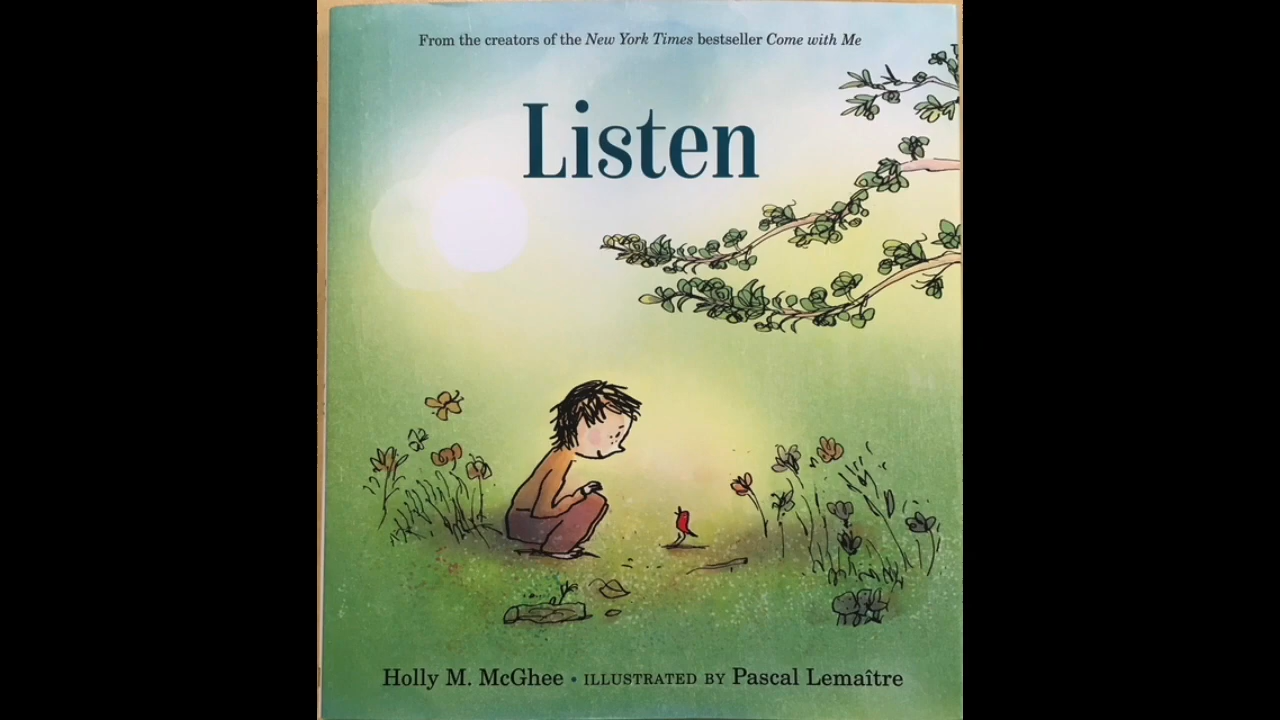 From the creators of the New York Times bestseller Come with Me
Listen
Holly M. McGhee • ILLUSTRATED BY Pascal Lemaître